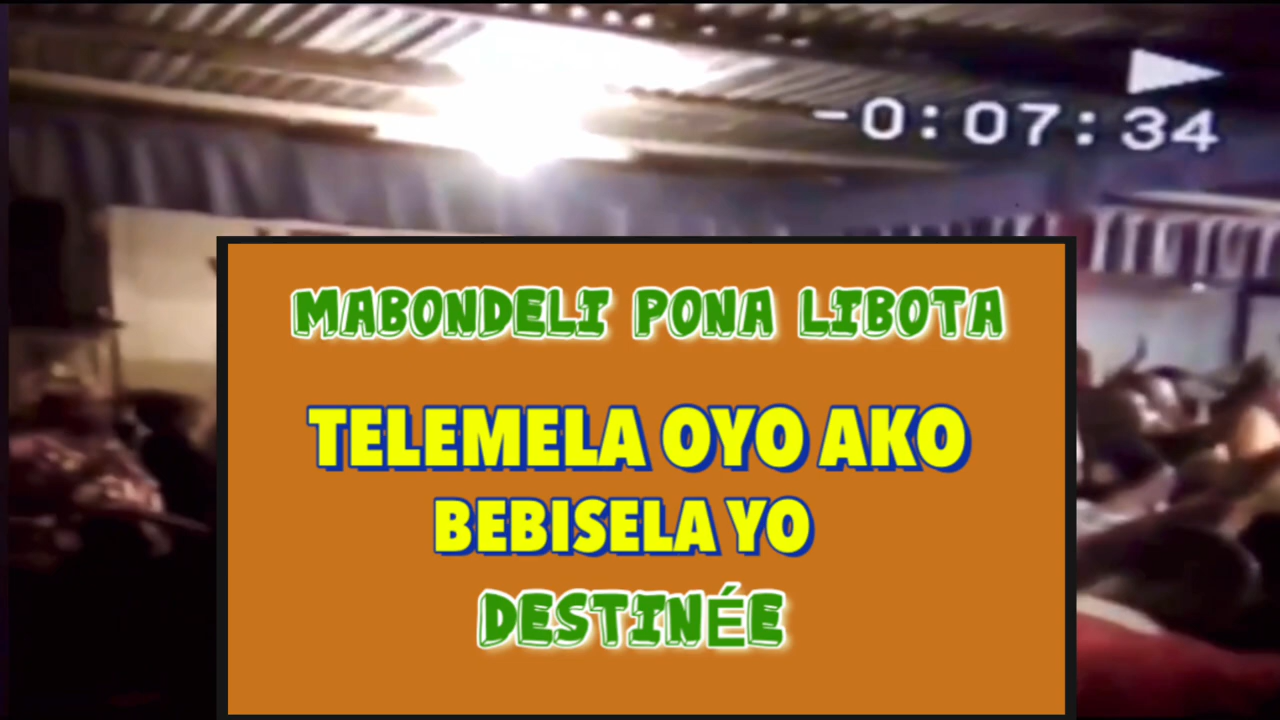 -0:07:34
MABONDELI PONA LIBOTA
TELEMELA OYO AKO
BEBISELA YO
DESTINÉE